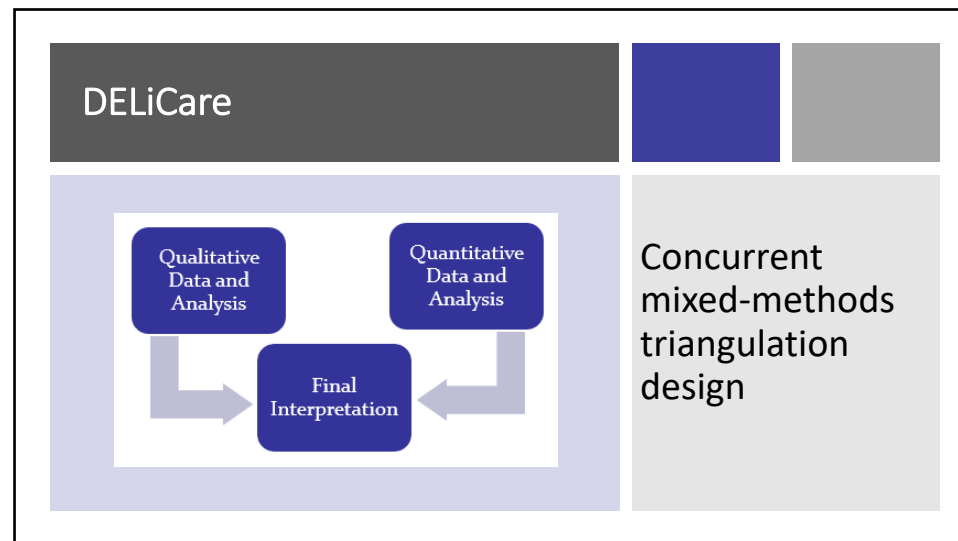 DELiCare
Qualitative
Data and
Analysis
Quantitative
Data and
Analysis
Final
Interpretation
Concurrent
mixed-methods
triangulation
design